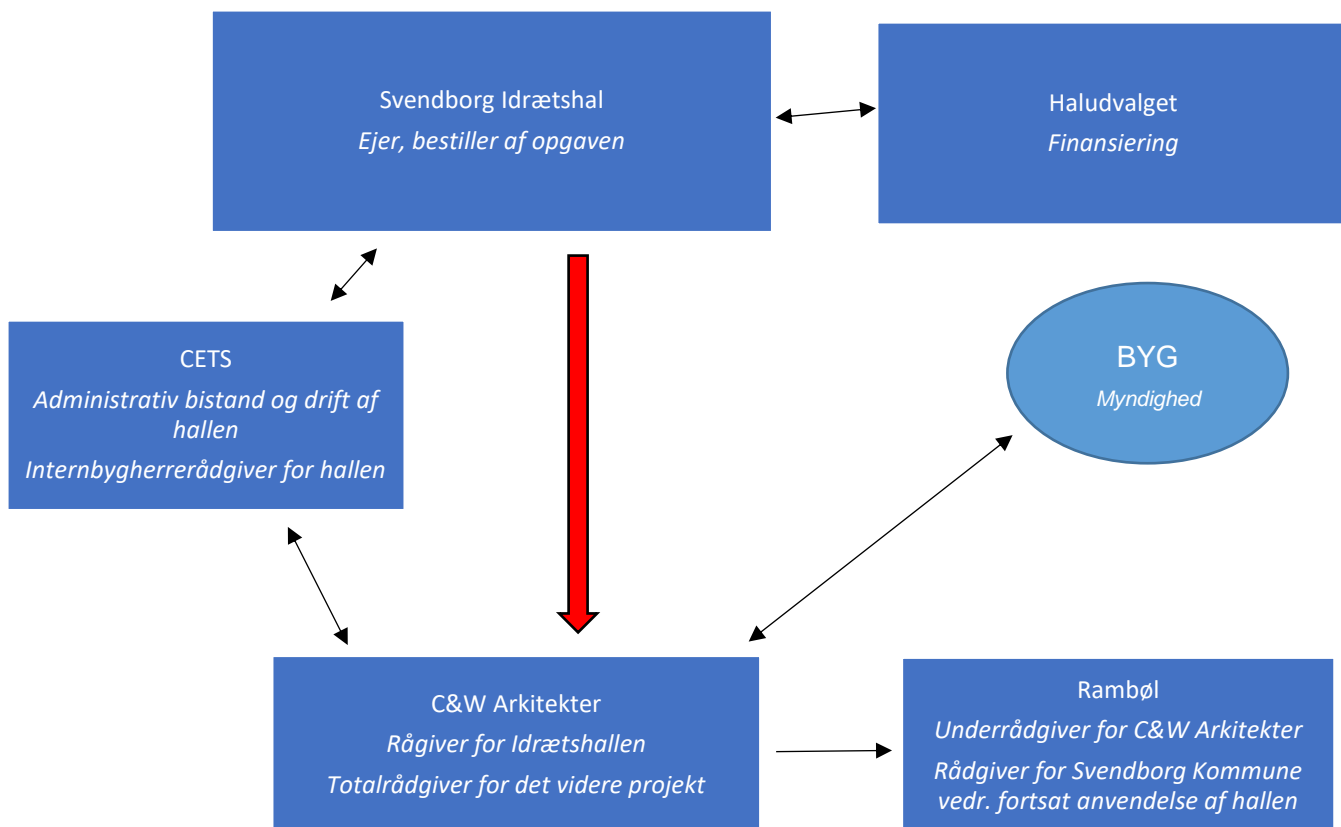 Svendborg Idrætshal
Ejer, bestiller af opgaven
Haludvalget
Finansiering
CETS
Administrativ bistand og drift af
hallen
Internbygherrerådgiver for hallen
BYG
Myndighed
C&W Arkitekter
Rågiver for Idrætshallen
Totalrådgiver for det videre projekt
Rambøl
Underrådgiver for C&W Arkitekter
Rådgiver for Svendborg Kommune
vedr. fortsat anvendelse af hallen